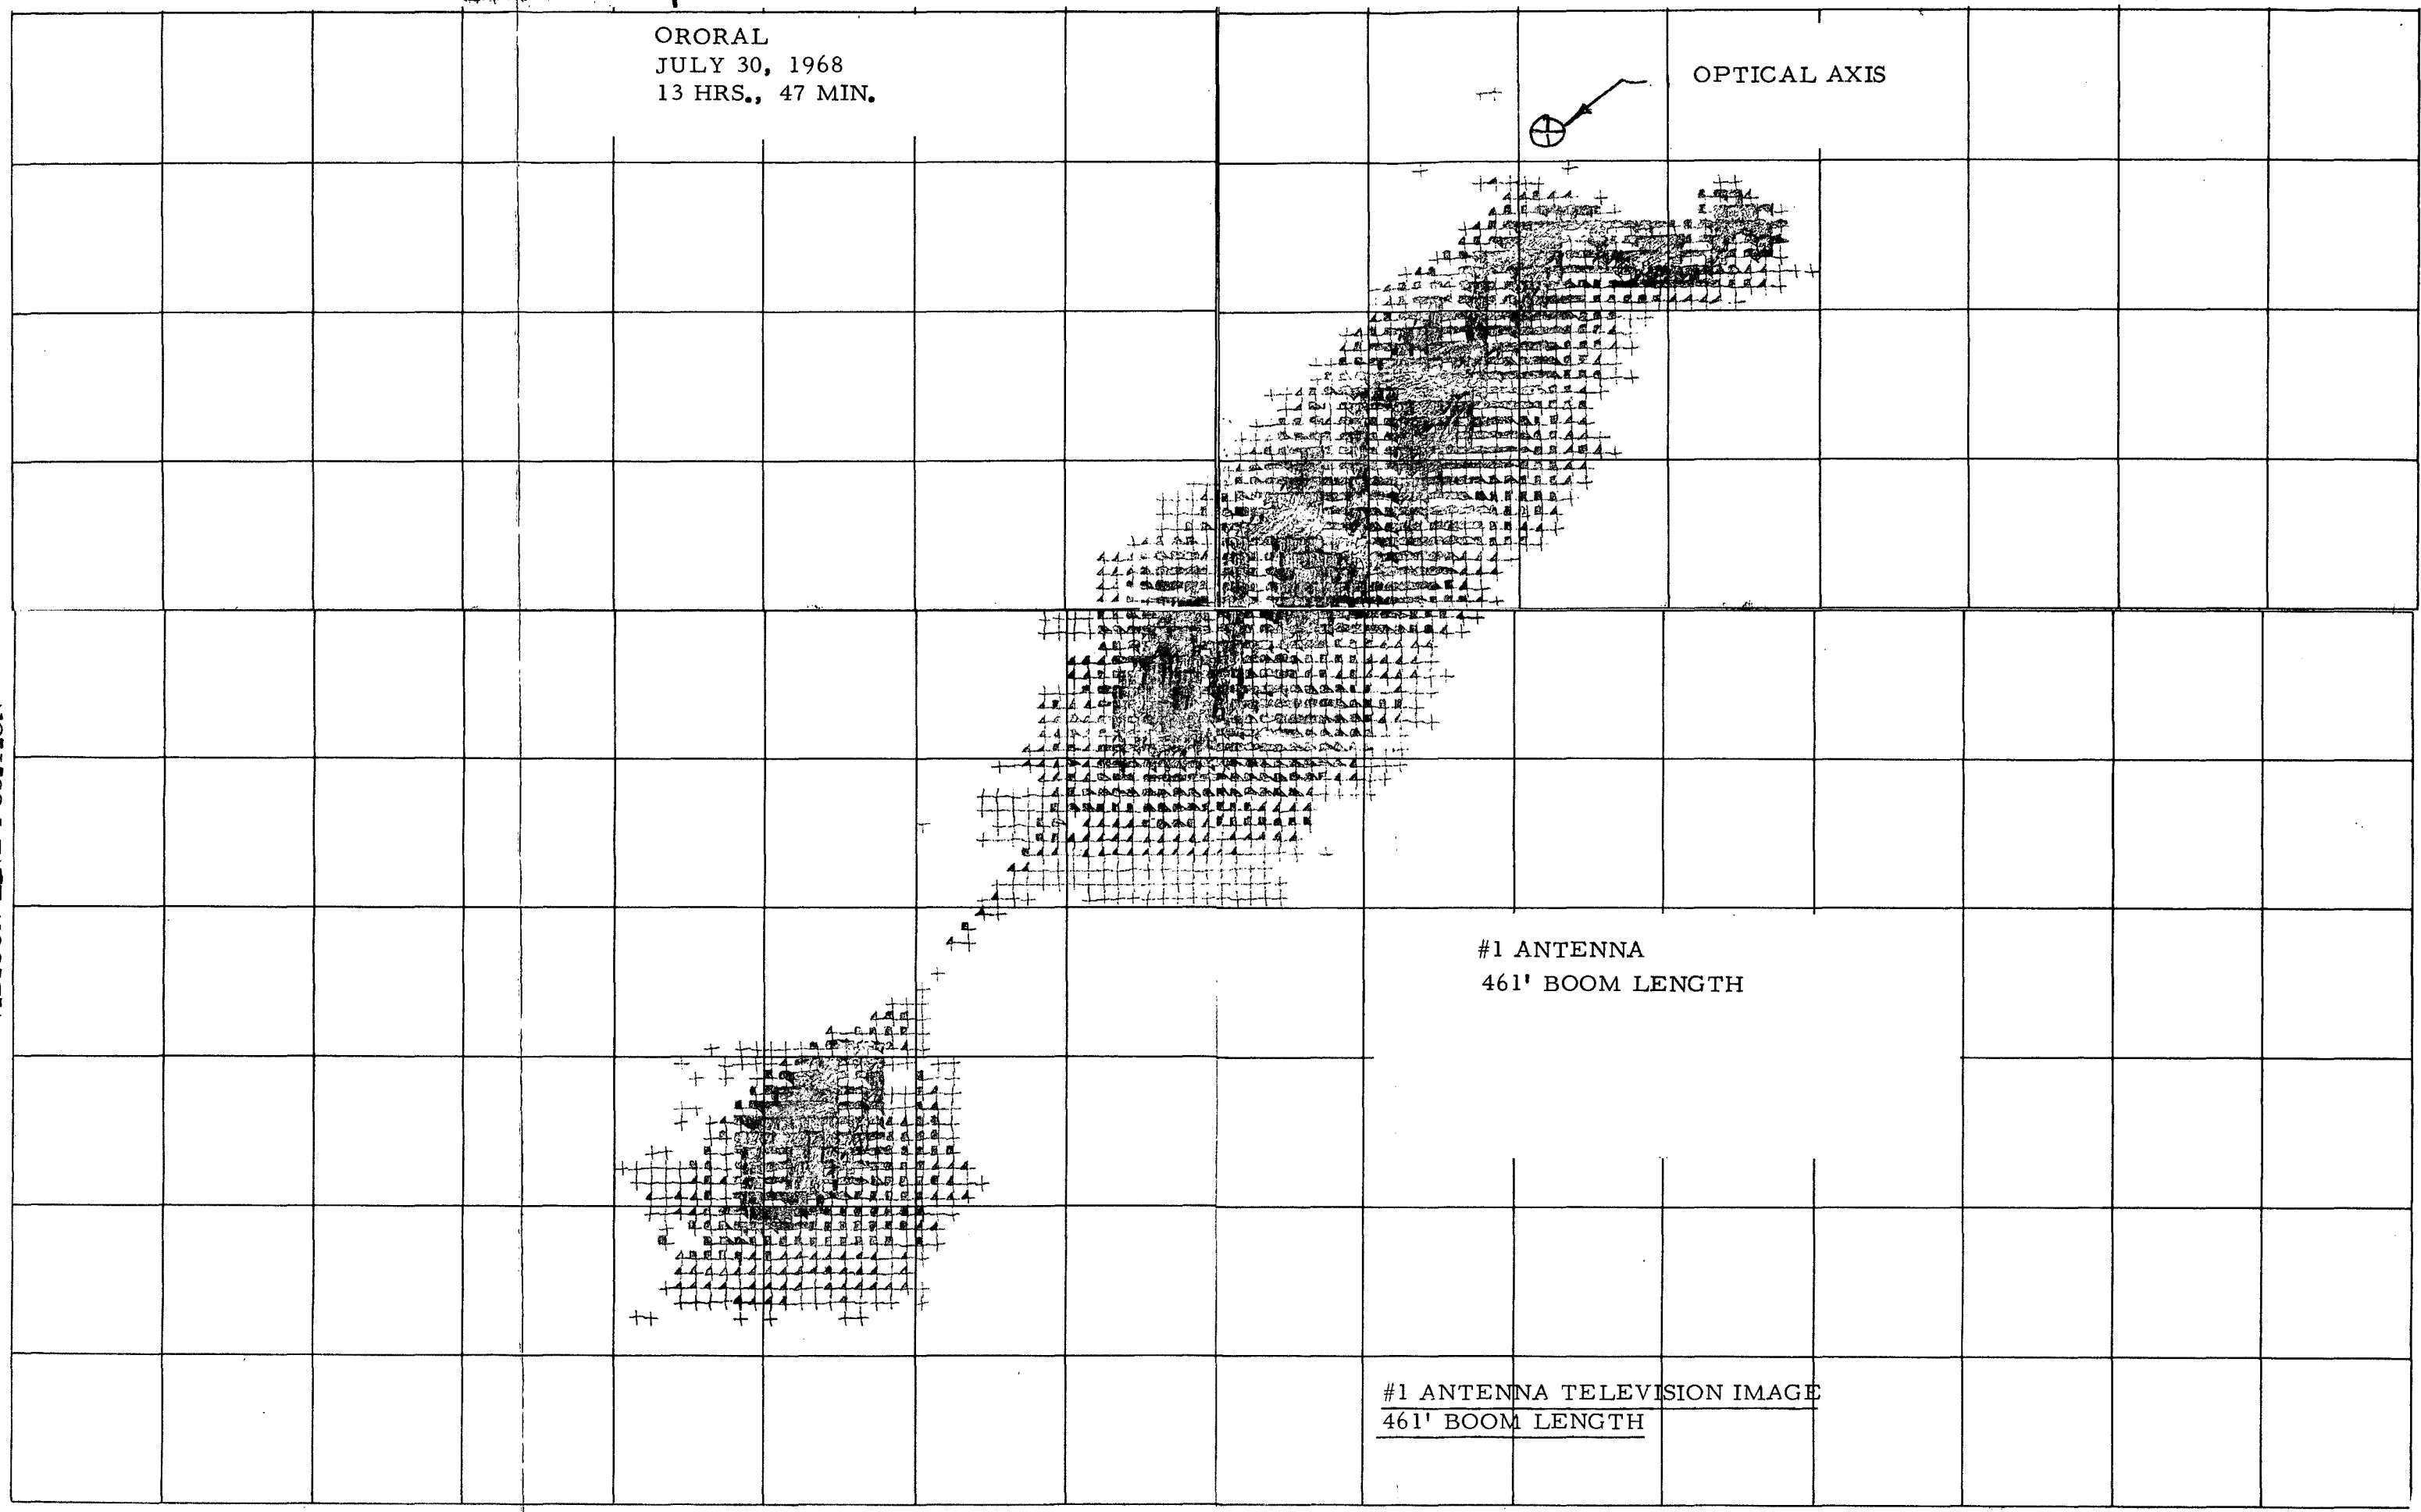 ORORAL
JULY 30, 1968
13 HRS., 47 MIN.
OPTICAL AXIS
#1 ANTENNA
461' BOOM LENGTH
#1 ANTENNA TELEVISION IMAGE
461' BOOM LENGTH